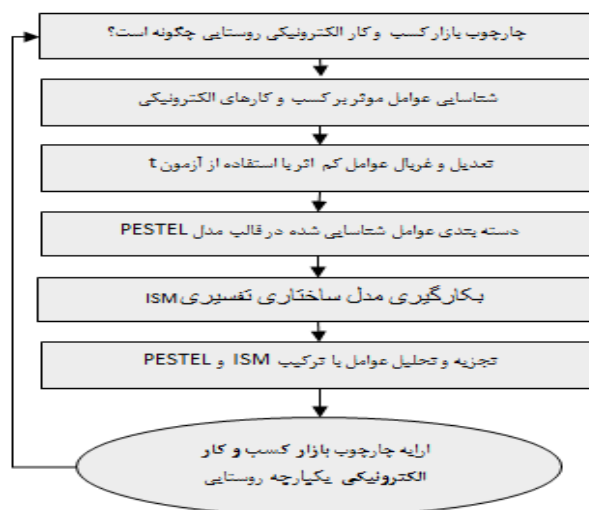 چارچوب بازار کسب و کار الکترونیکی روستایی چگونه است؟
شناسایی عوامل موثر بر کسب و کارهای الکترونیکی
تعدیل و غربال عوامل کم اثر با استفاده از آزمون t
دسته بندی عوامل شناسایی شده در قالب مدل PESTEL
بکارگیری مدل ساختاری تفسیری ISM
تجزیه و تحلیل عوامل با ترکیب ISM و PESTEL
ارایه چارچوب بازار کسب و کار
الکترونیکی یکپارچه روستایی